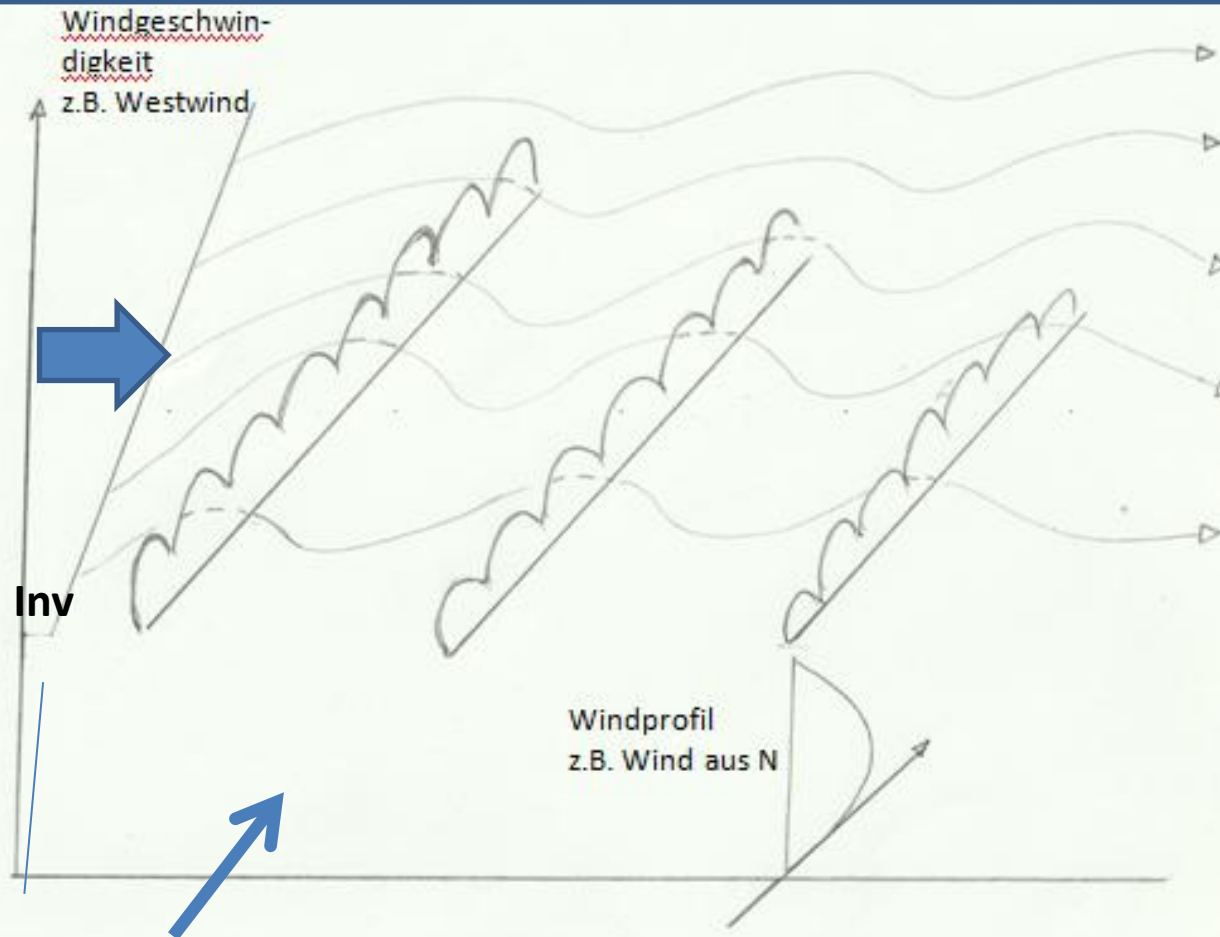 Windgeschwin-
digkeit
z.B. Westwind
Inv
Windprofil
z.B. Wind aus N